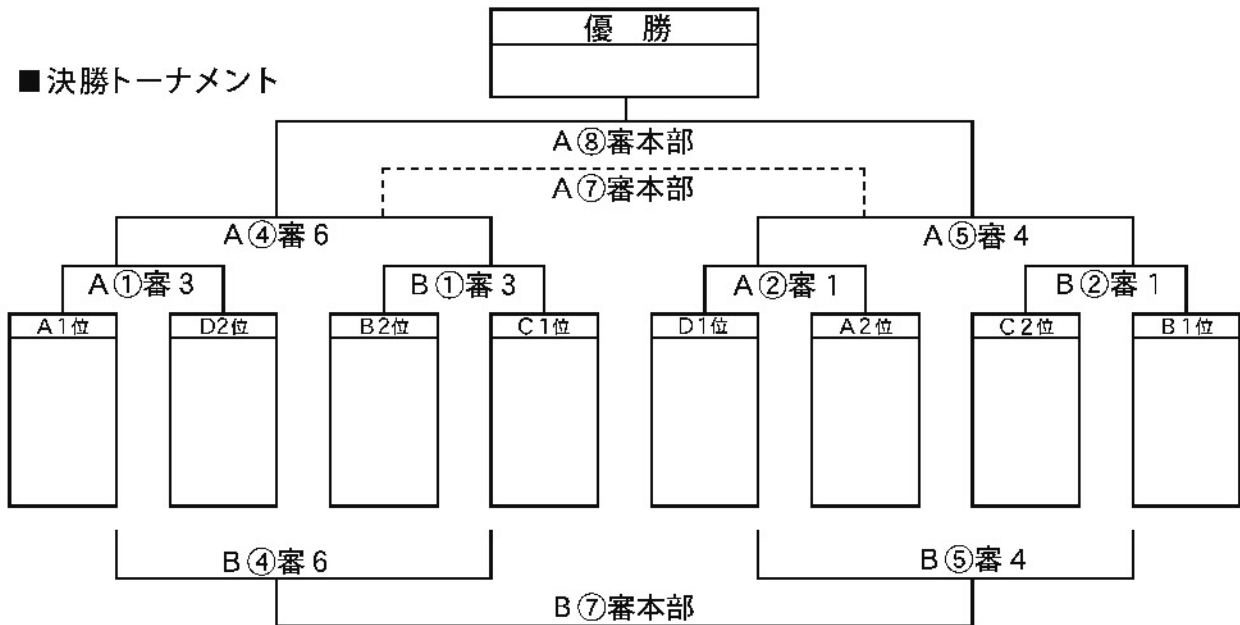 優 勝
■決勝トーナメント
A⑧審本部
A⑦審本部
A④審6 A⑤審4
A①審3 B①審3 A②審1 B②審1
A1位 D2位 B2位 C1位 D1位 A2位 C2位 B1位
B④審6 B⑤審4
B⑦審本部